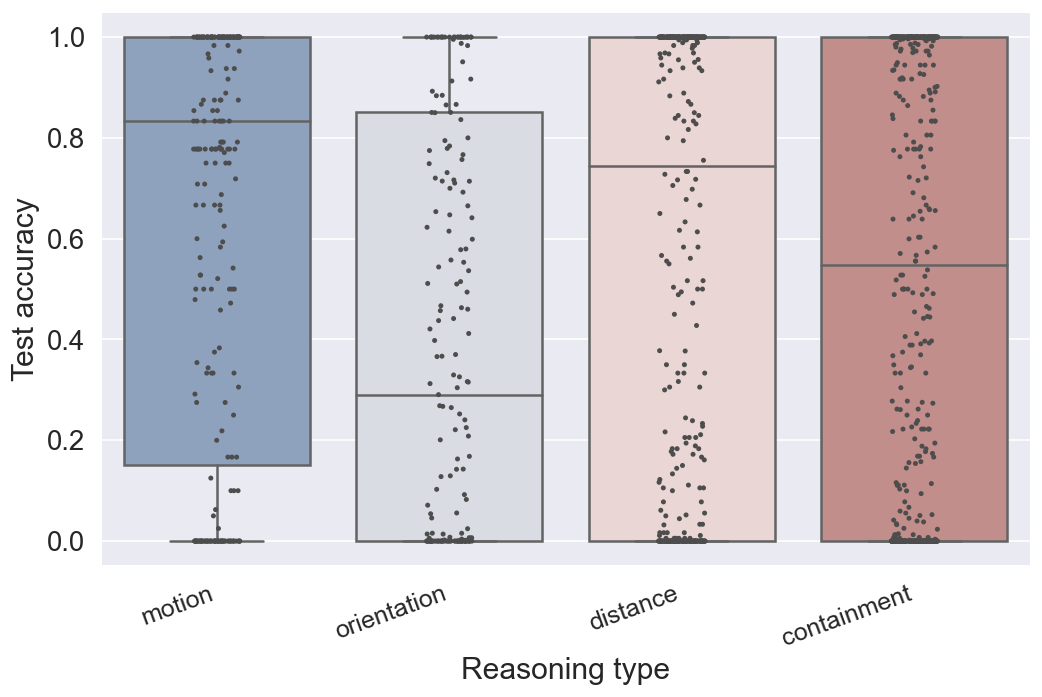 Test accuracy
1.0
0.8
0.6
0.4
0.2
0.0
motion
orientation
distance
containment
Reasoning type